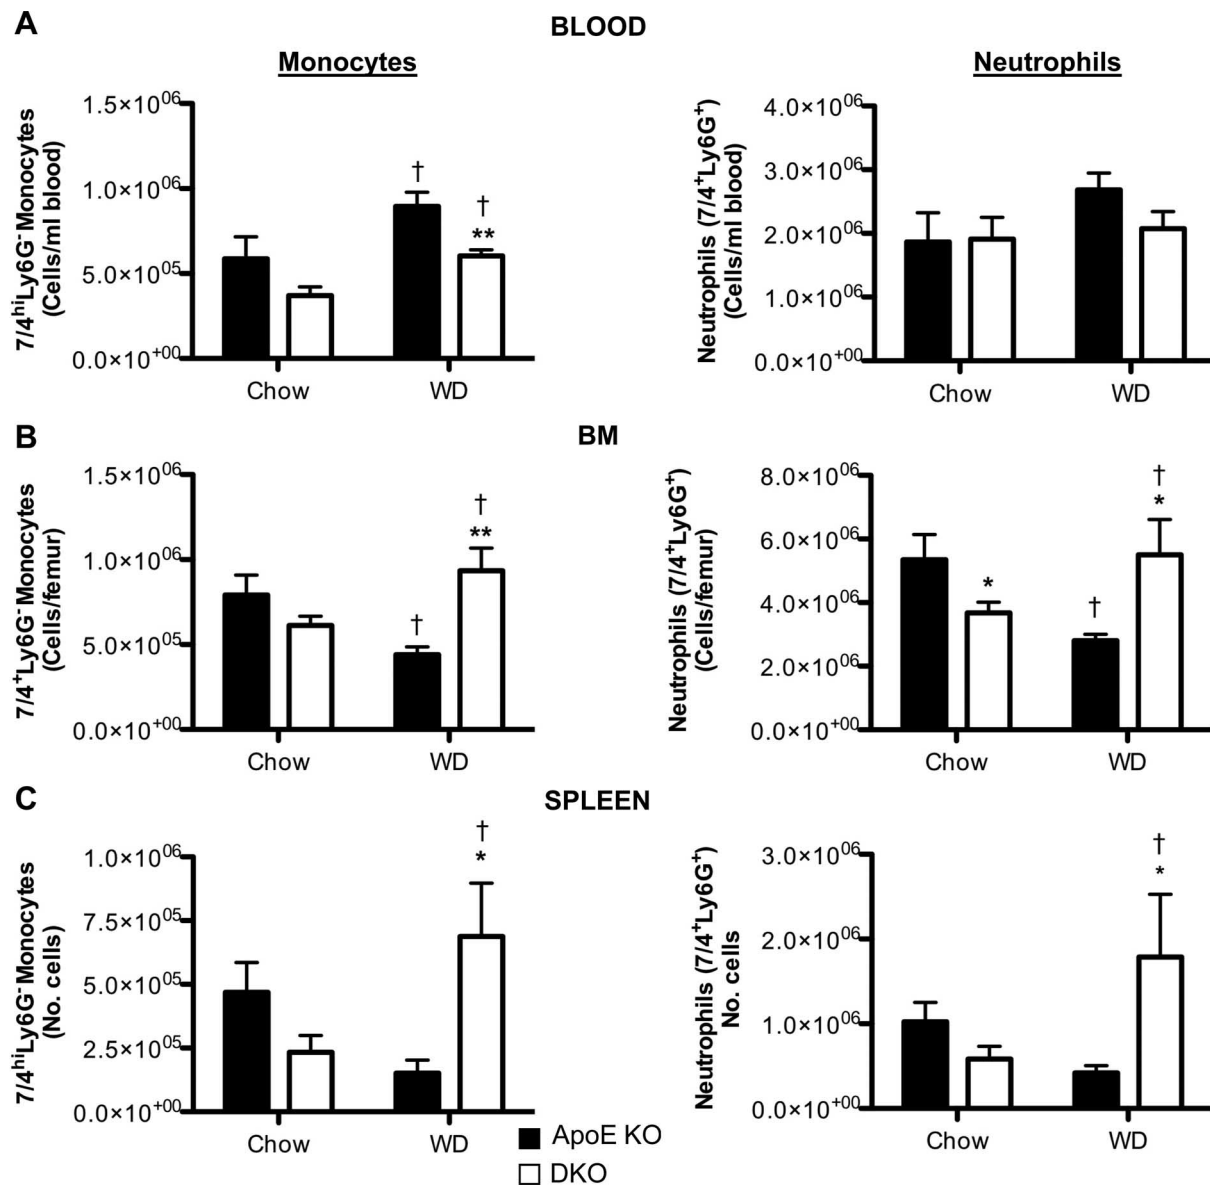 A
BLOOD
Monocytes
Neutrophils
7/4^hi Ly6G^- Monocytes
(Cells/ml blood)
1.5×10^06
1.0×10^06
5.0×10^05
0.0×10^+00
†
†
**
Chow
WD
Neutrophils (7/4^+Ly6G^+)
(Cells/ml blood)
4.0×10^06
3.0×10^06
2.0×10^06
1.0×10^06
0.0×10^+00
Chow
WD
B
BM
7/4^+Ly6G^- Monocytes
(Cells/femur)
1.5×10^06
1.0×10^06
5.0×10^05
0.0×10^+00
†
†
**
Chow
WD
Neutrophils (7/4^+Ly6G^+)
(Cells/femur)
8.0×10^06
6.0×10^06
4.0×10^06
2.0×10^06
0.0×10^+00
*
†
†
*
Chow
WD
C
SPLEEN
7/4^hi Ly6G^- Monocytes
(No. cells)
1.0×10^06
7.5×10^05
5.0×10^05
2.5×10^05
0.0×10^+00
†
*
Chow
WD
Neutrophils (7/4^+Ly6G^+)
No. cells
3.0×10^06
2.0×10^06
1.0×10^06
0.0×10^+00
†
*
Chow
WD
ApoE KO
DKO